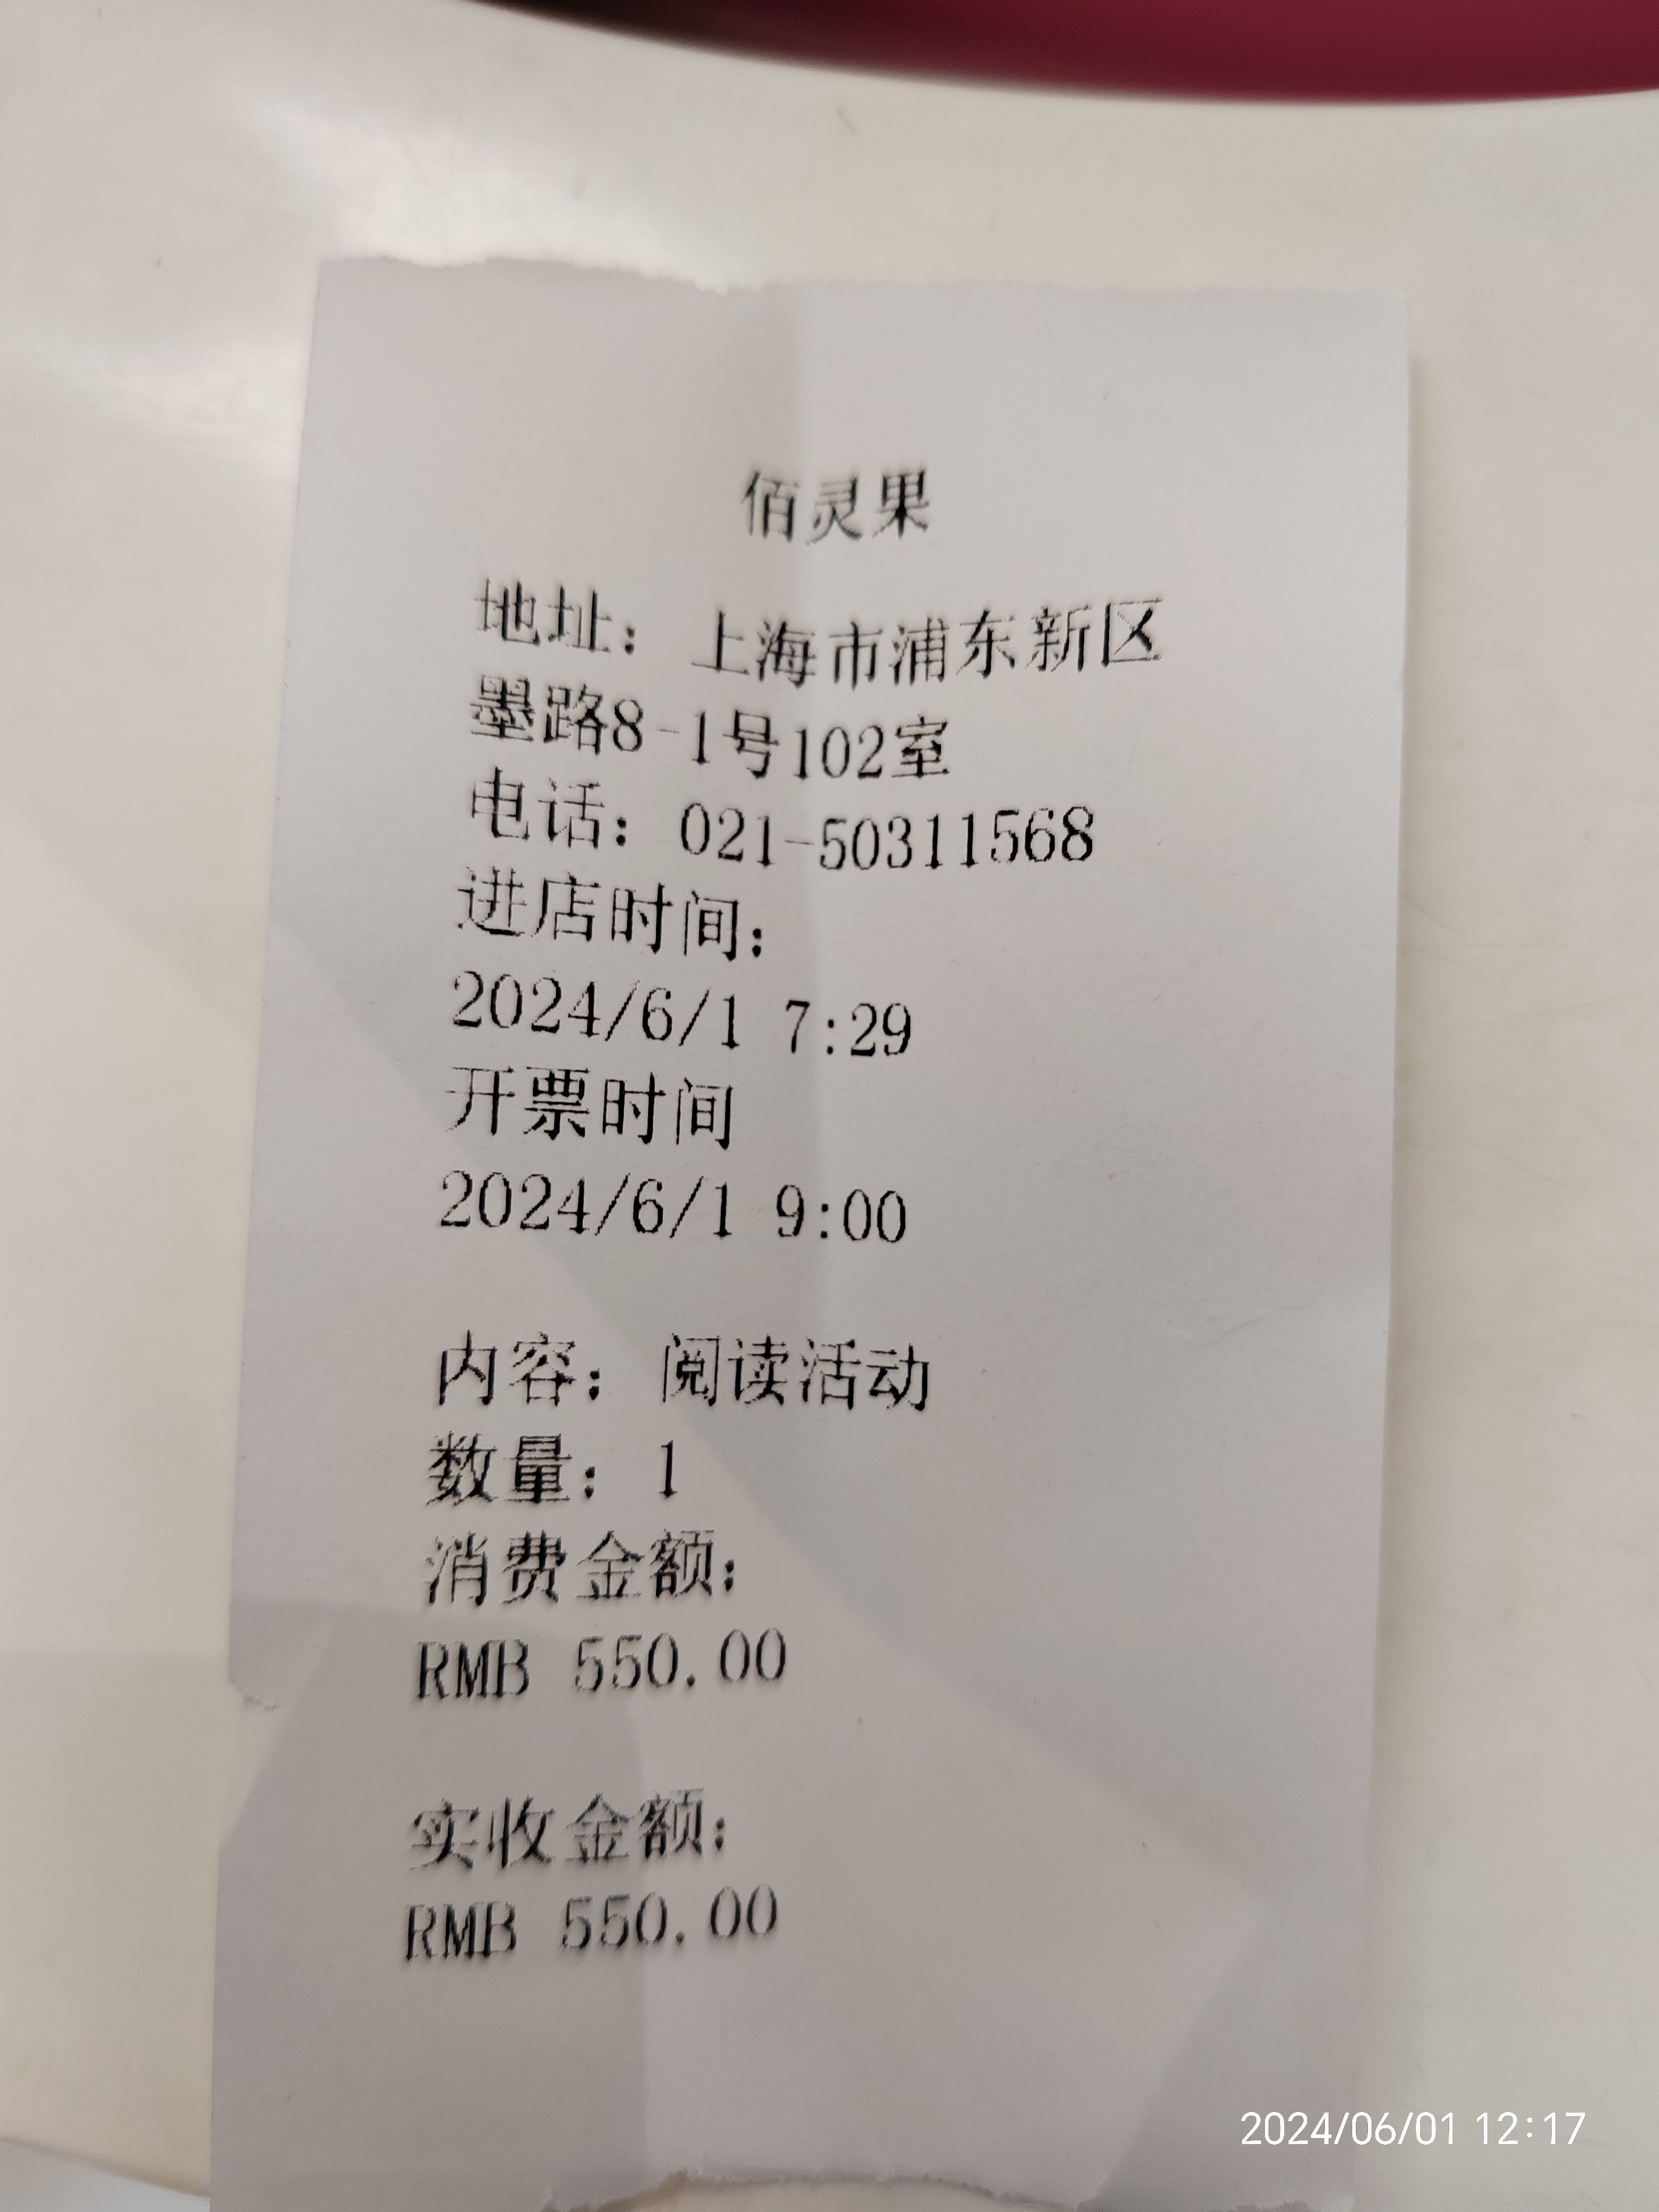 佰灵果
地址：上海市浦东新区
墨路8-1号102室
电话：021-50311568
进店时间：
2024/6/1 7:29
开票时间
2024/6/1 9:00
内容：阅读活动
数量：1
消费金额：
RMB 550.00
实收金额：
RMB 550.00
2024/06/01 12:17